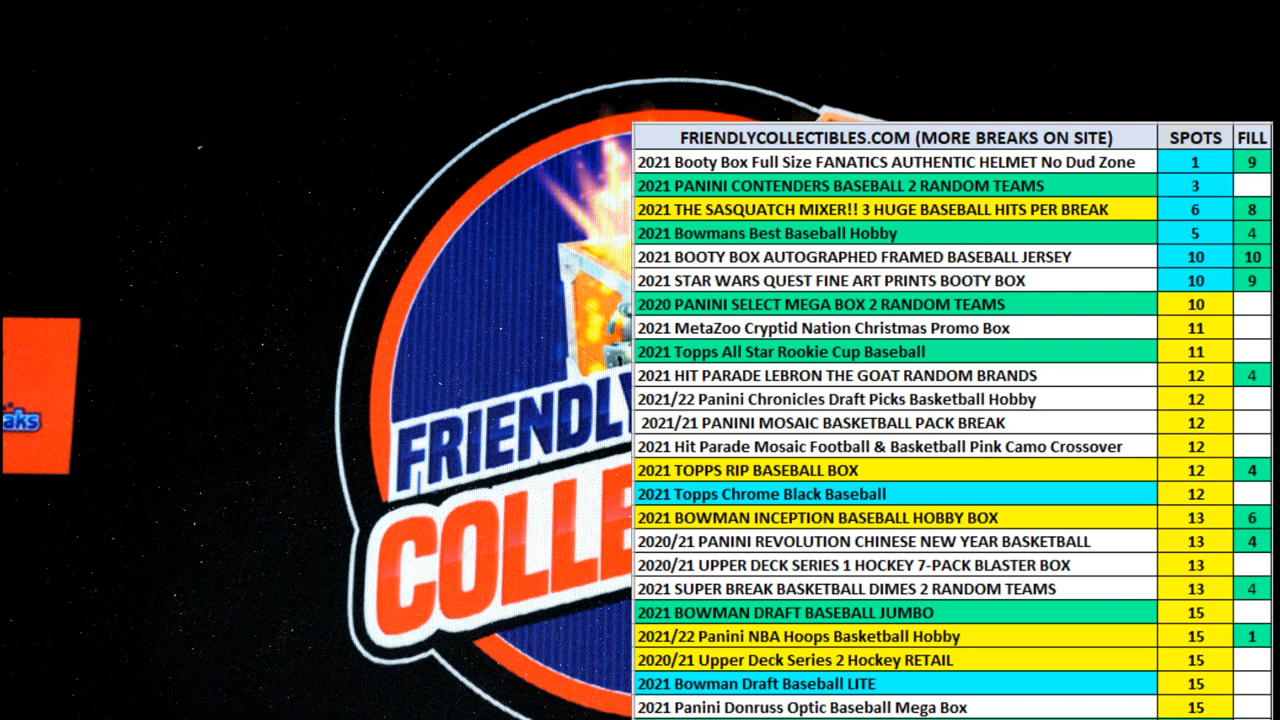 aks
FRIENDLY
COLLE
FRIENDLYCOLLECTIBLES.COM (MORE BREAKS ON SITE) SPOTS FILL
2021 Booty Box Full Size FANATICS AUTHENTIC HELMET No Dud Zone 1 9
2021 PANINI CONTENDERS BASEBALL 2 RANDOM TEAMS 3
2021 THE SASQUATCH MIXER!! 3 HUGE BASEBALL HITS PER BREAK 6 8
2021 Bowmans Best Baseball Hobby 5 4
2021 BOOTY BOX AUTOGRAPHED FRAMED BASEBALL JERSEY 10 10
2021 STAR WARS QUEST FINE ART PRINTS BOOTY BOX 10 9
2020 PANINI SELECT MEGA BOX 2 RANDOM TEAMS 10
2021 MetaZoo Cryptid Nation Christmas Promo Box 11
2021 Topps All Star Rookie Cup Baseball 11
2021 HIT PARADE LEBRON THE GOAT RANDOM BRANDS 12 4
2021/22 Panini Chronicles Draft Picks Basketball Hobby 12
2021/21 PANINI MOSAIC BASKETBALL PACK BREAK 12
2021 Hit Parade Mosaic Football & Basketball Pink Camo Crossover 12
2021 TOPPS RIP BASEBALL BOX 12 4
2021 Topps Chrome Black Baseball 12
2021 BOWMAN INCEPTION BASEBALL HOBBY BOX 13 6
2020/21 PANINI REVOLUTION CHINESE NEW YEAR BASKETBALL 13 4
2020/21 UPPER DECK SERIES 1 HOCKEY 7-PACK BLASTER BOX 13
2021 SUPER BREAK BASKETBALL DIMES 2 RANDOM TEAMS 13 4
2021 BOWMAN DRAFT BASEBALL JUMBO 15
2021/22 Panini NBA Hoops Basketball Hobby 15 1
2020/21 Upper Deck Series 2 Hockey RETAIL 15
2021 Bowman Draft Baseball LITE 15
2021 Panini Donruss Optic Baseball Mega Box 15